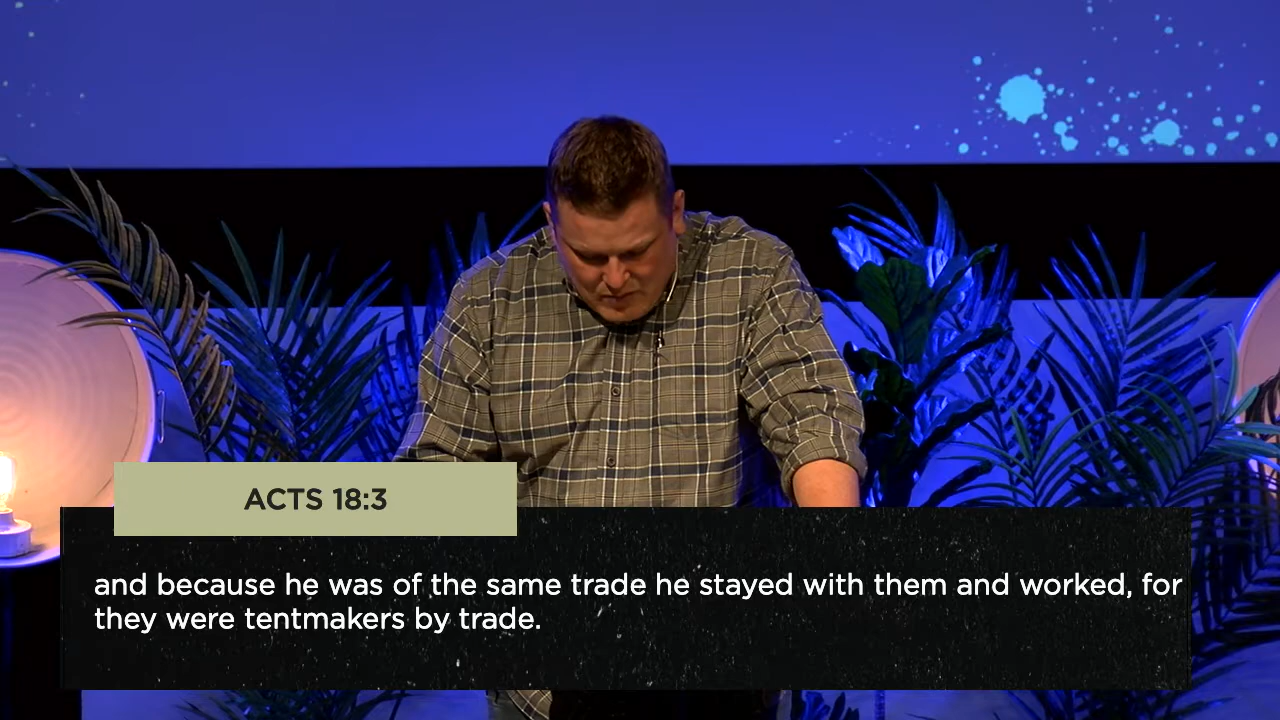 ACTS 18:3
and because he was of the same trade he stayed with them and worked, for
they were tentmakers by trade.